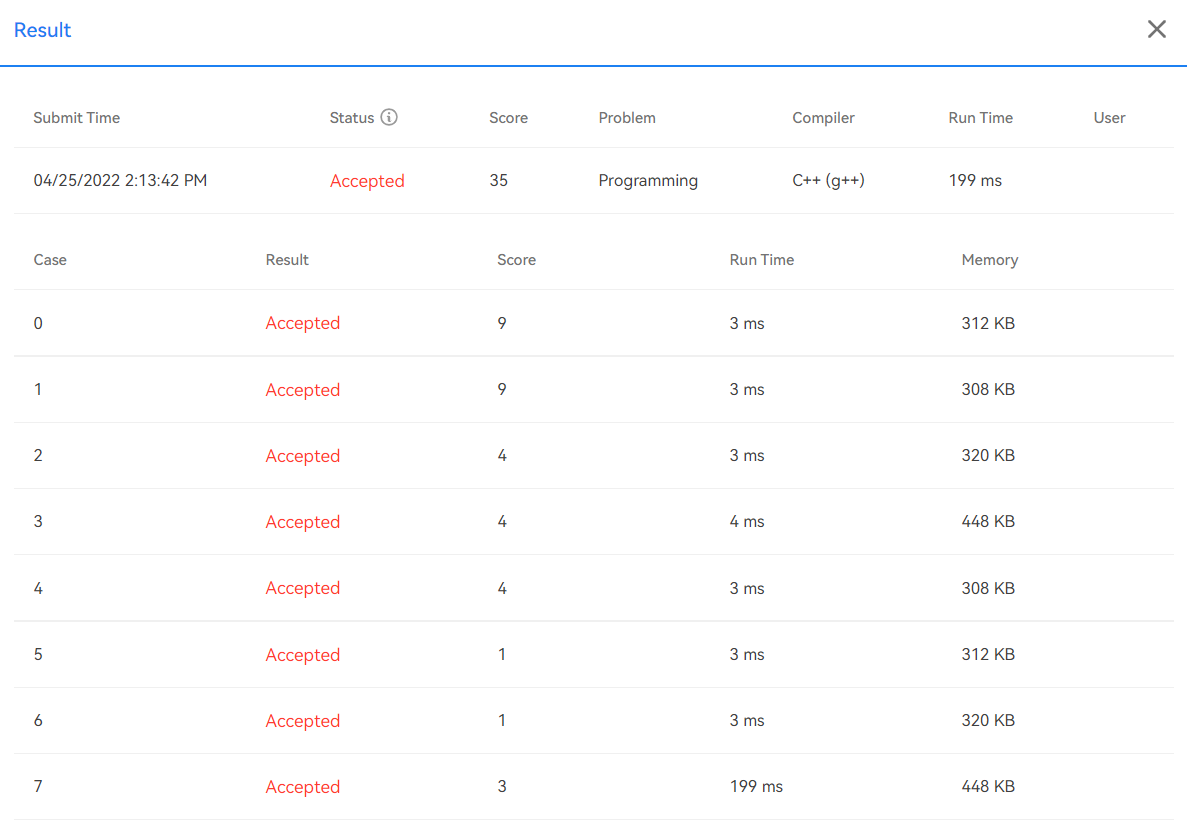 Result
Submit Time Status Score Problem Compiler Run Time User
04/25/2022 2:13:42 PM Accepted 35 Programming C++ (g++) 199 ms
Case Result Score Run Time Memory
0 Accepted 9 3 ms 312 KB
1 Accepted 9 3 ms 308 KB
2 Accepted 4 3 ms 320 KB
3 Accepted 4 4 ms 448 KB
4 Accepted 4 3 ms 308 KB
5 Accepted 1 3 ms 312 KB
6 Accepted 1 3 ms 320 KB
7 Accepted 3 199 ms 448 KB